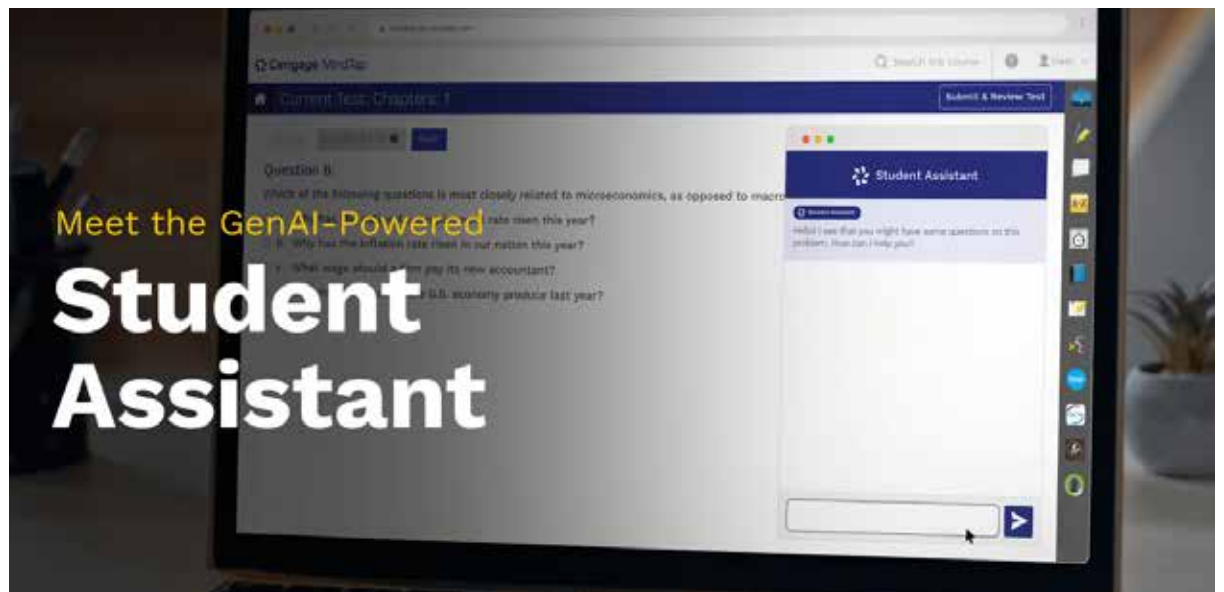 Cengage MindTap
Search this course
Current Test: Chapters: 1
Submit & Review Test
Question 6:
Which of the following questions is most closely related to microeconomics, as opposed to macro
rate risen this year?
b. Why has the inflation rate risen in our nation this year?
c. What wage should a firm pay its new accountant?
U.S. economy produce last year?
Student Assistant
Student Assistant
Hello! I see that you might have some questions on this
problem. How can I help you?
Meet the GenAI-Powered
Student
Assistant
A-Z